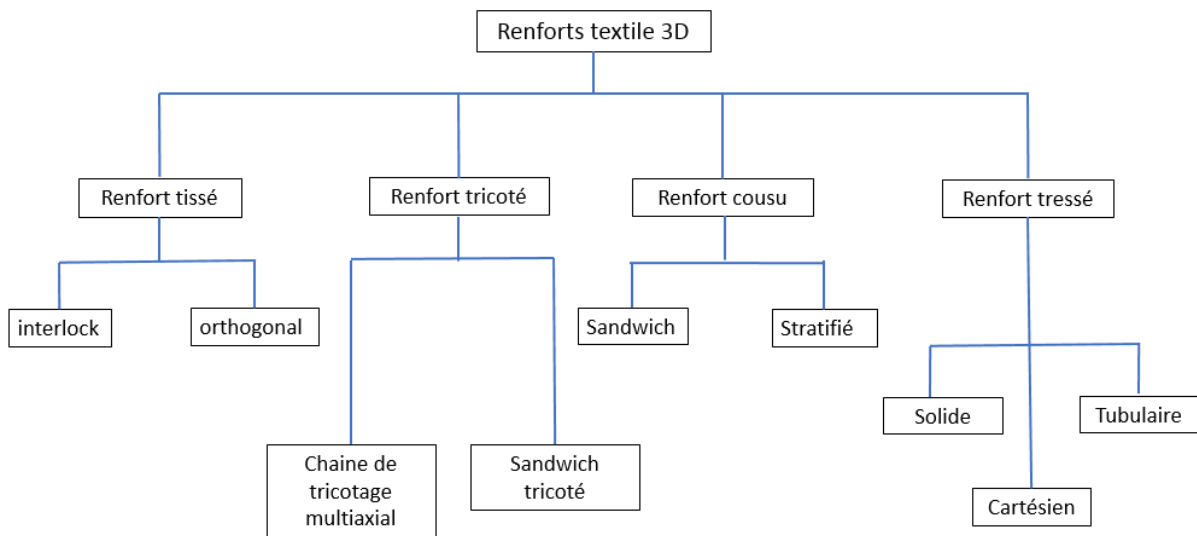 Renforts textile 3D
Renfort tissé
Renfort tricoté
Renfort cousu
Renfort tressé
interlock
orthogonal
Sandwich
Stratifié
Solide
Tubulaire
Chaine de
tricotage
multiaxial
Sandwich
tricoté
Cartésien